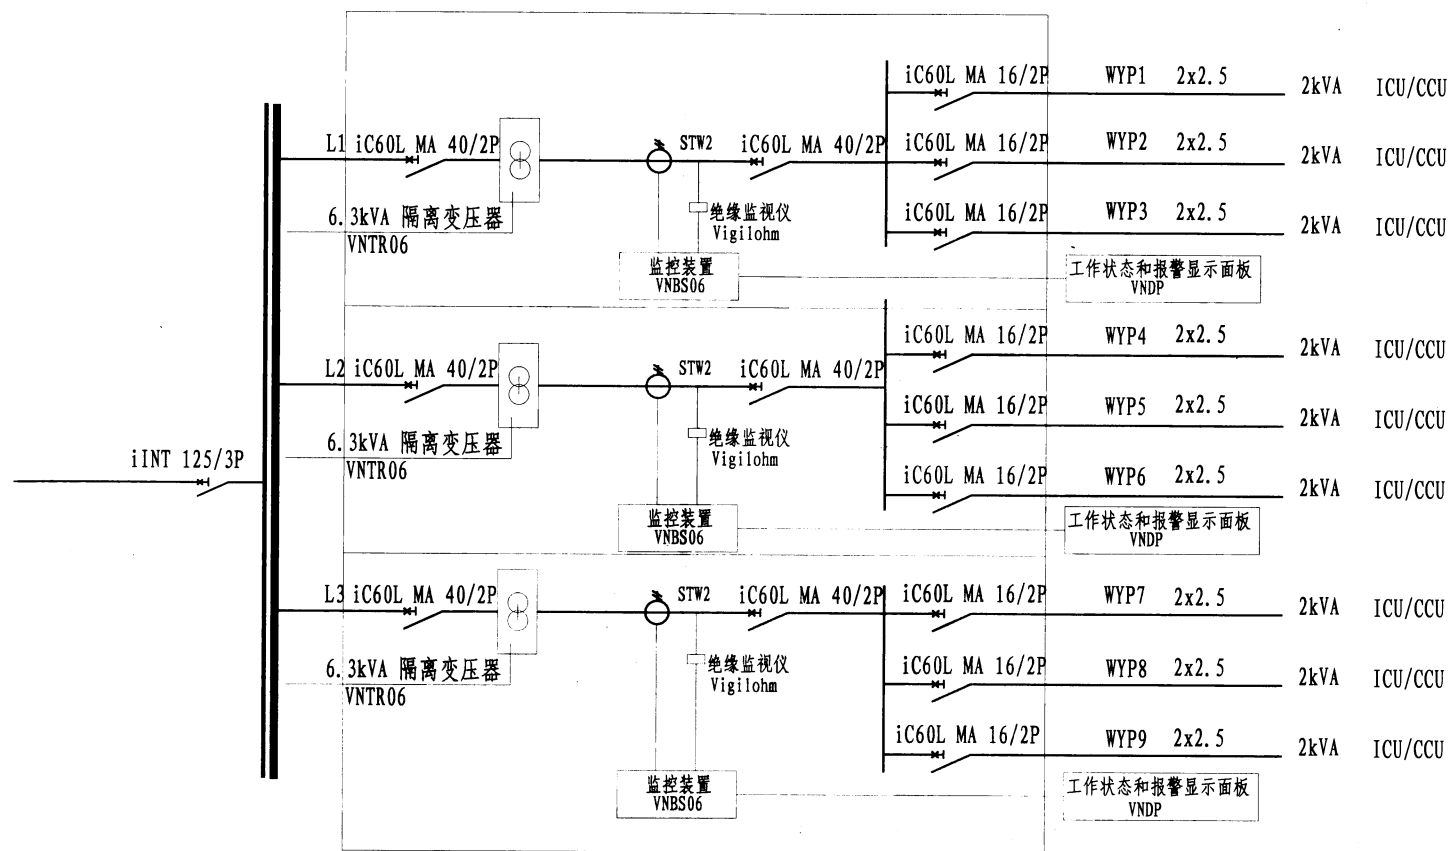 iC60L MA 16/2P WYP1 2x2.5 2kVA ICU/CCU
L1 iC60L MA 40/2P STW2 iC60L MA 40/2P iC60L MA 16/2P WYP2 2x2.5 2kVA ICU/CCU
6.3kVA 隔离变压器
VNTR06
绝缘监视仪
Vigilohm
iC60L MA 16/2P WYP3 2x2.5 2kVA ICU/CCU
监控装置
VNBS06
工作状态和报警显示面板
VNDP
iC60L MA 16/2P WYP4 2x2.5 2kVA ICU/CCU
L2 iC60L MA 40/2P STW2 iC60L MA 40/2P
iC60L MA 16/2P WYP5 2x2.5 2kVA ICU/CCU
6.3kVA 隔离变压器
VNTR06
绝缘监视仪
Vigilohm
iINT 125/3P
iC60L MA 16/2P WYP6 2x2.5 2kVA ICU/CCU
监控装置
VNBS06
工作状态和报警显示面板
VNDP
L3 iC60L MA 40/2P STW2 iC60L MA 40/2P iC60L MA 16/2P WYP7 2x2.5 2kVA ICU/CCU
6.3kVA 隔离变压器
VNTR06
绝缘监视仪
Vigilohm
iC60L MA 16/2P WYP8 2x2.5 2kVA ICU/CCU
iC60L MA 16/2P WYP9 2x2.5 2kVA ICU/CCU
监控装置
VNBS06
工作状态和报警显示面板
VNDP